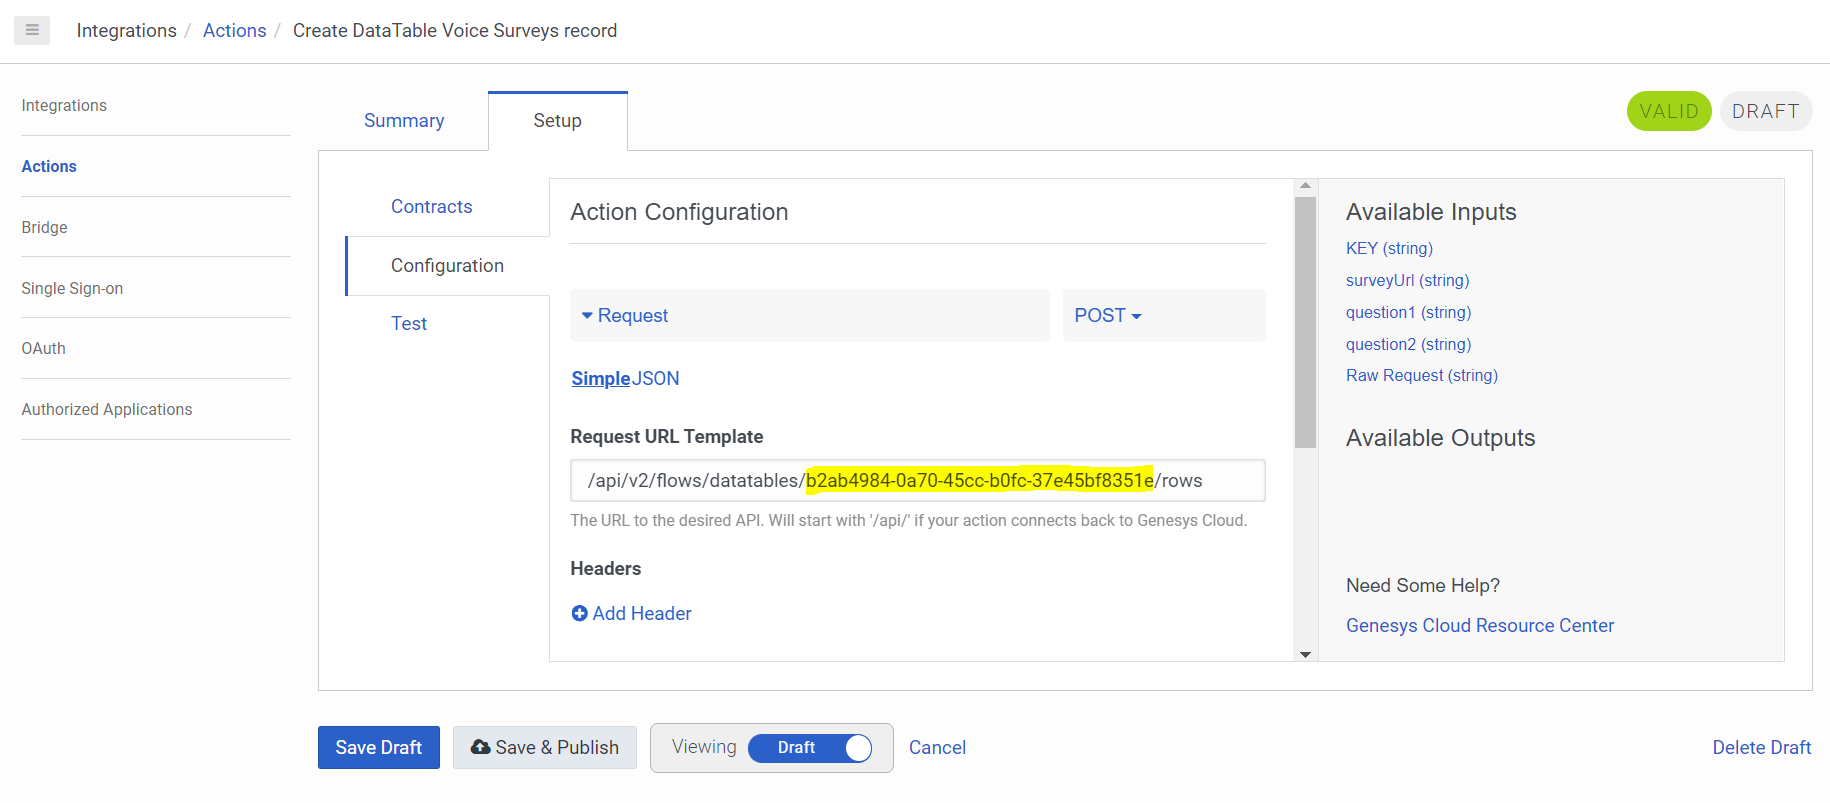 Integrations / Actions / Create DataTable Voice Surveys record
Integrations
Actions
Bridge
Single Sign-on
OAuth
Authorized Applications
Summary
Setup
VALID
DRAFT
Contracts
Configuration
Test
Action Configuration
Request
POST
SimpleJSON
Request URL Template
/api/v2/flows/datatables/b2ab4984-0a70-45cc-b0fc-37e45bf8351e/rows
The URL to the desired API. Will start with '/api/' if your action connects back to Genesys Cloud.
Headers
Add Header
Available Inputs
KEY (string)
surveyUrl (string)
question1 (string)
question2 (string)
Raw Request (string)
Available Outputs
Need Some Help?
Genesys Cloud Resource Center
Save Draft
Save & Publish
Viewing
Draft
Cancel
Delete Draft